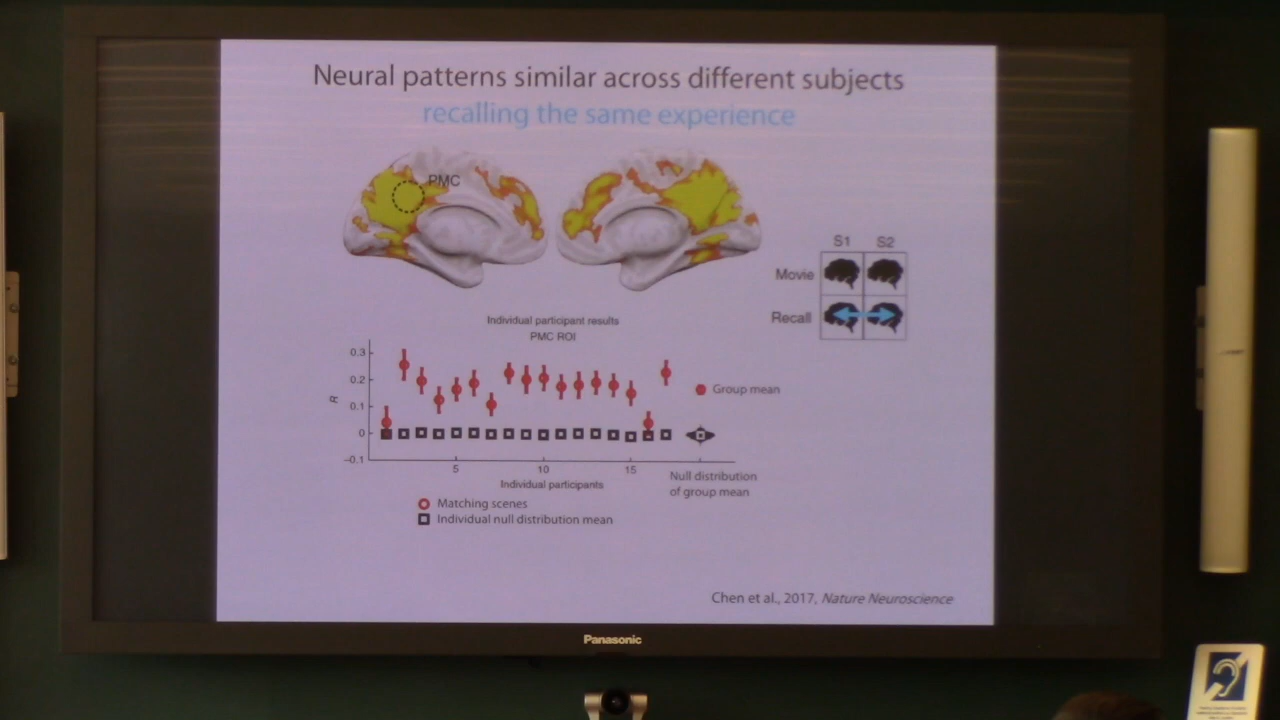 Neural patterns similar across different subjects
recalling the same experience
PMC
S1 S2
Movie
Recall
Individual participant results
PMC ROI
0.3
0.2
0.1
0
–0.1
R
Group mean
5 10 15
Individual participants
Null distribution
of group mean
Matching scenes
Individual null distribution mean
Chen et al., 2017, Nature Neuroscience
Panasonic